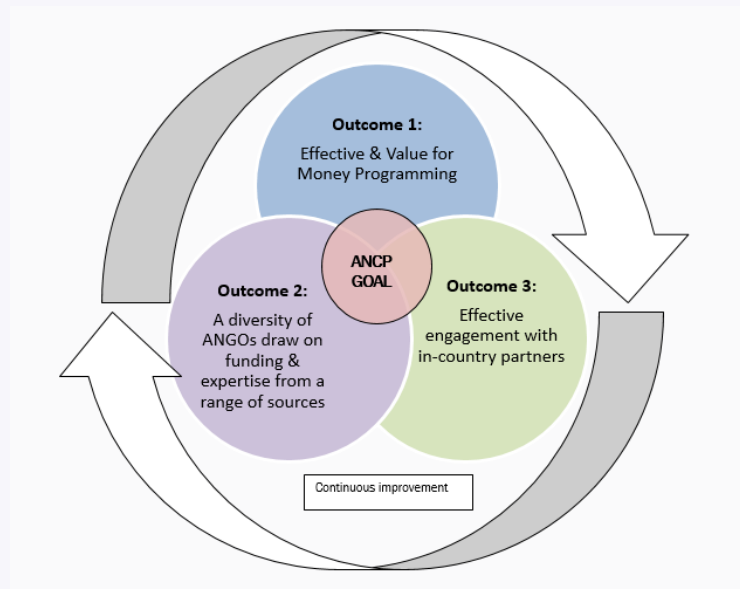 Outcome 1:
Effective & Value for
Money Programming
ANCP
GOAL
Outcome 2:
A diversity of
ANGOs draw on
funding &
expertise from a
range of sources
Outcome 3:
Effective
engagement with
in-country partners
Continuous improvement